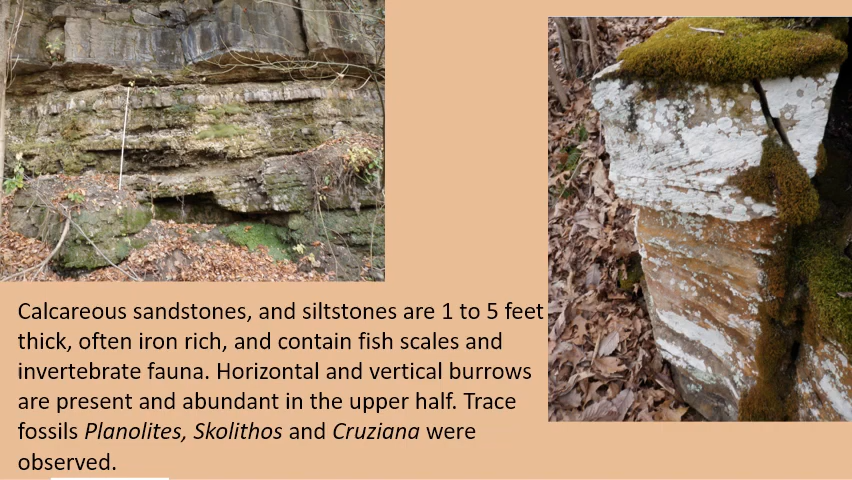 Calcareous sandstones, and siltstones are 1 to 5 feet
thick, often iron rich, and contain fish scales and
invertebrate fauna. Horizontal and vertical burrows
are present and abundant in the upper half. Trace
fossils Planolites, Skolithos and Cruziana were
observed.